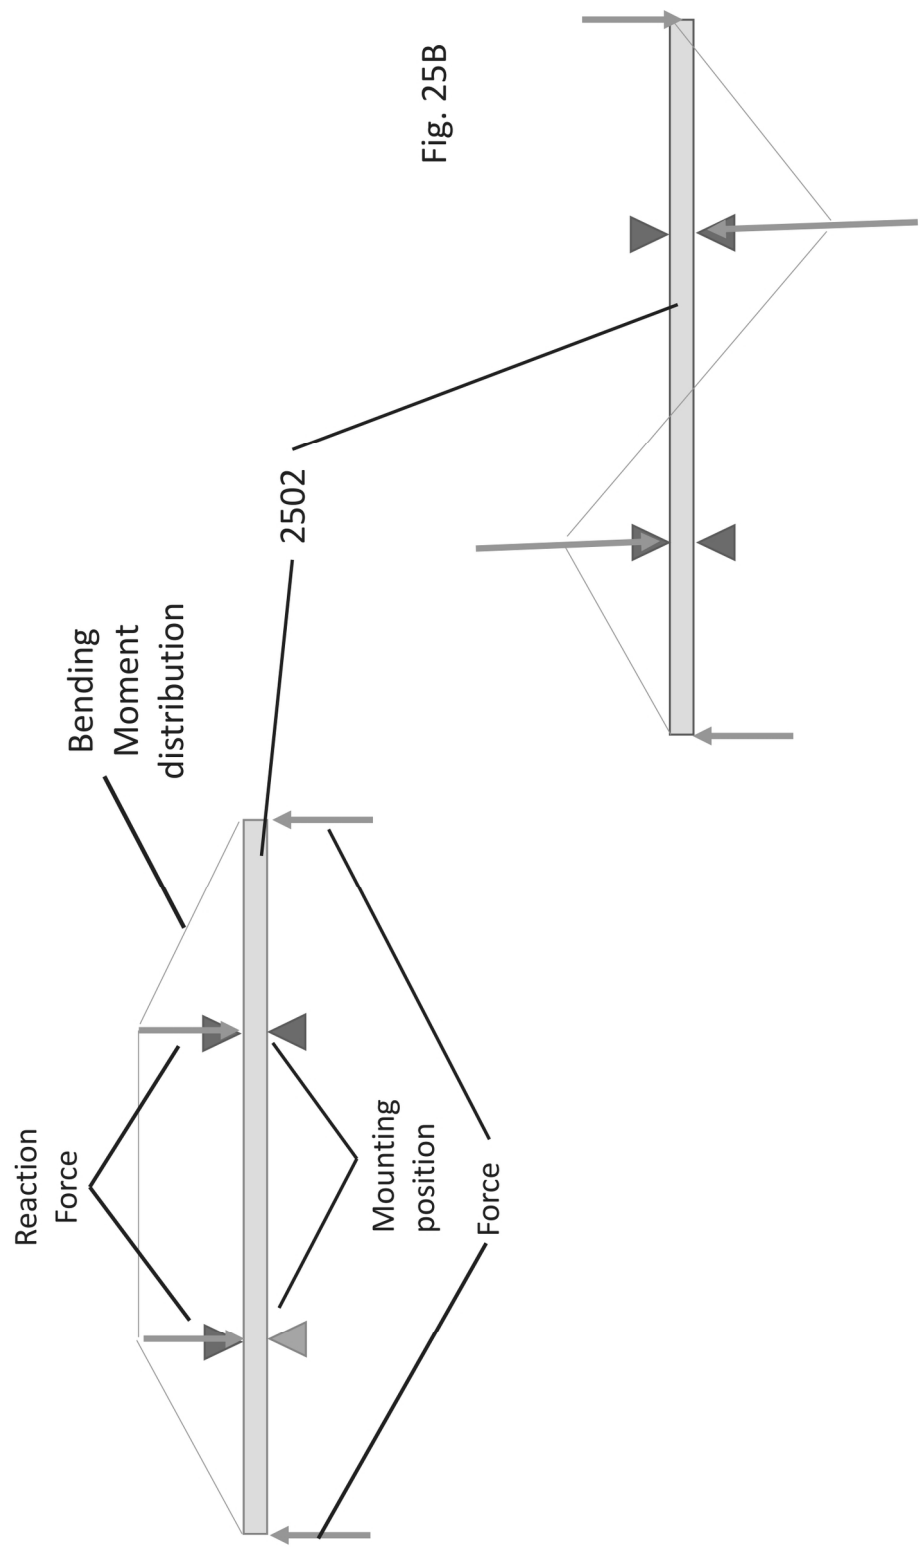 Reaction
Force
Bending
Moment
distribution
2502
Mounting
position
Force
Fig. 25B